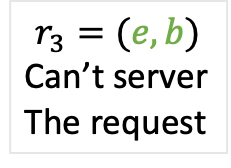 r₃ = (e, b)
Can’t server
The request